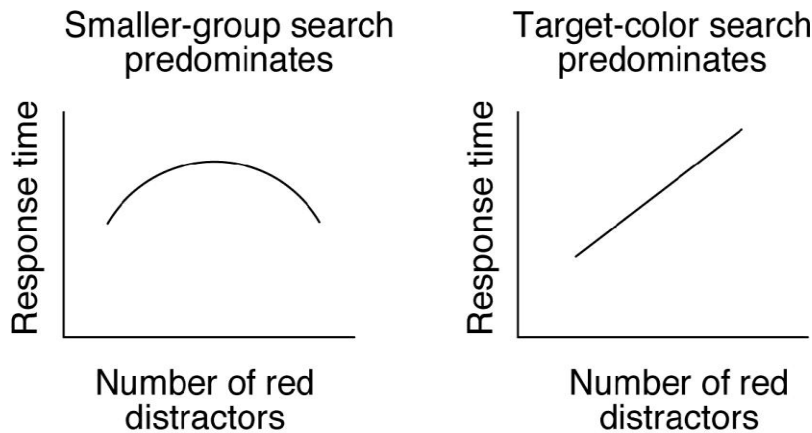 Smaller-group search
predominates
Response time
Number of red
distractors
Target-color search
predominates
Response time
Number of red
distractors